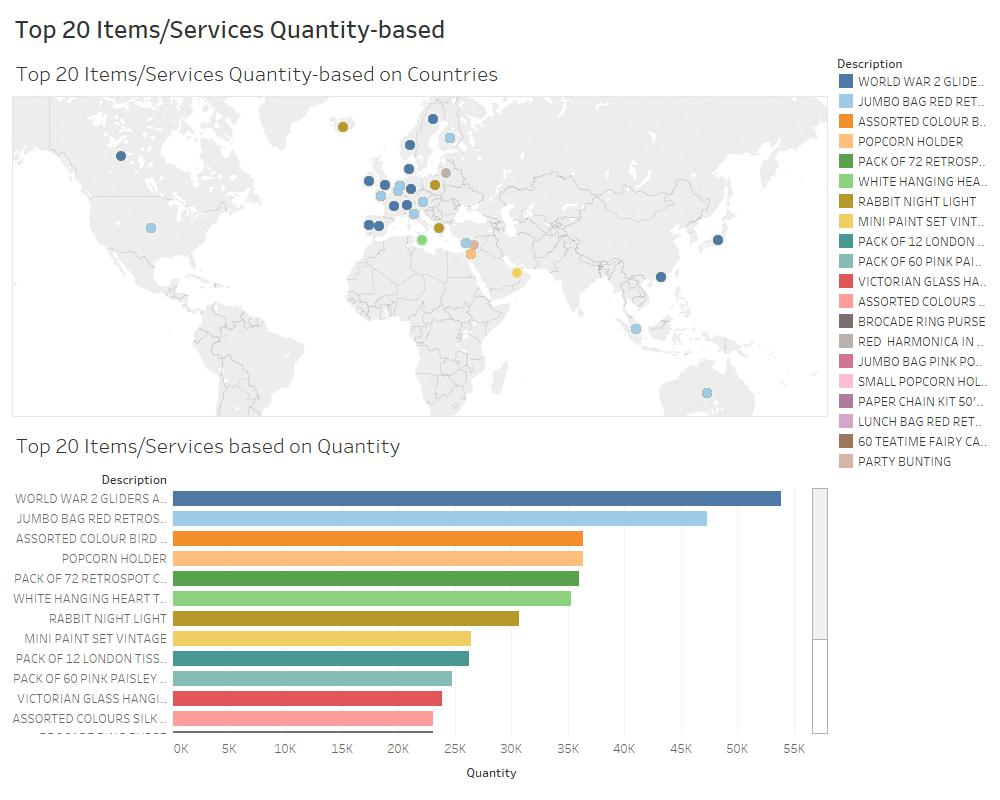 Top 20 Items/Services Quantity-based
Top 20 Items/Services Quantity-based on Countries
Description
WORLD WAR 2 GLIDE..
JUMBO BAG RED RET..
ASSORTED COLOUR B..
POPCORN HOLDER
PACK OF 72 RETROSP..
WHITE HANGING HEA..
RABBIT NIGHT LIGHT
MINI PAINT SET VINT..
PACK OF 12 LONDON ..
PACK OF 60 PINK PAI..
VICTORIAN GLASS HA..
ASSORTED COLOURS ..
BROCADE RING PURSE
RED  HARMONICA IN ..
JUMBO BAG PINK PO..
SMALL POPCORN HOL..
PAPER CHAIN KIT 50'..
LUNCH BAG RED RET..
60 TEATIME FAIRY CA..
PARTY BUNTING
Top 20 Items/Services based on Quantity
Description
WORLD WAR 2 GLIDERS A..
JUMBO BAG RED RETROS..
ASSORTED COLOUR BIRD ..
POPCORN HOLDER
PACK OF 72 RETROSPOT C..
WHITE HANGING HEART T..
RABBIT NIGHT LIGHT
MINI PAINT SET VINTAGE
PACK OF 12 LONDON TISS..
PACK OF 60 PINK PAISLEY ..
VICTORIAN GLASS HANGI..
ASSORTED COLOURS SILK ..
0K 5K 10K 15K 20K 25K 30K 35K 40K 45K 50K 55K
Quantity